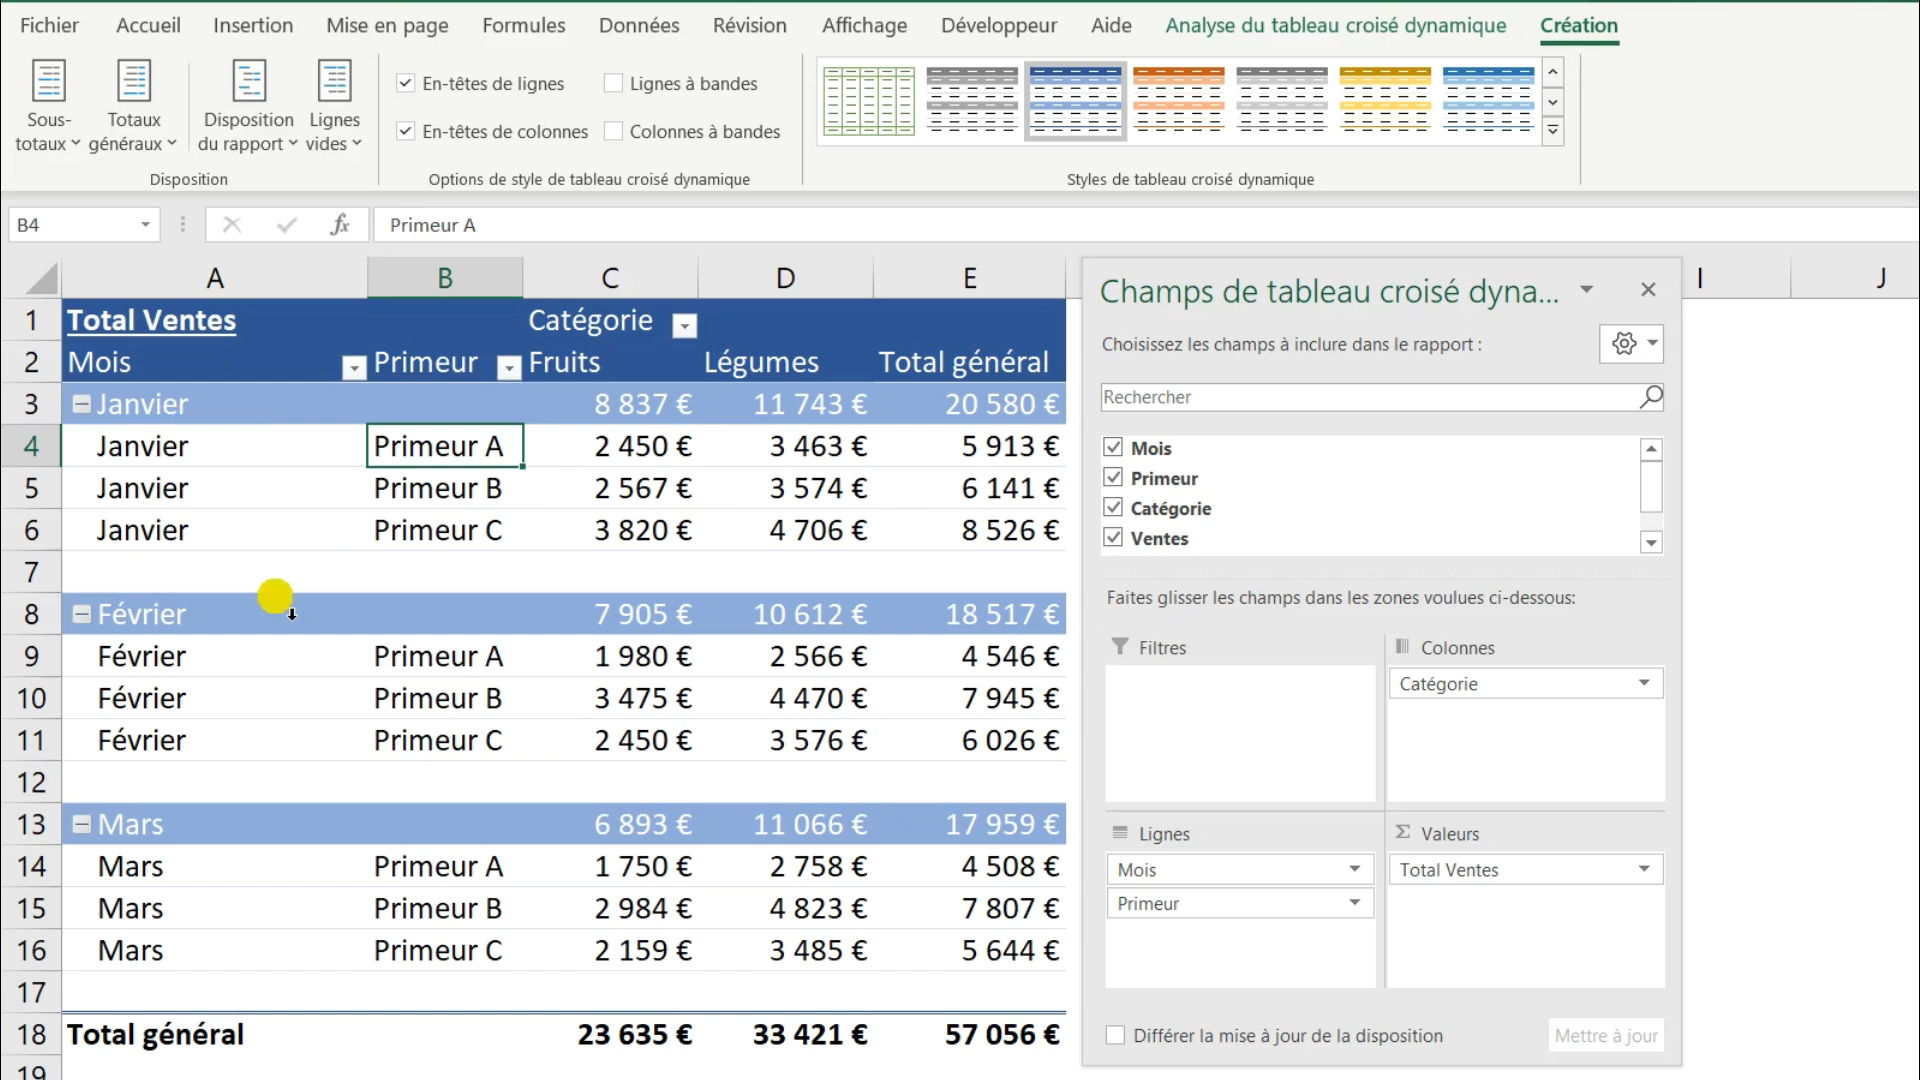 Fichier Accueil Insertion Mise en page Formules Données Révision Affichage Développeur Aide Analyse du tableau croisé dynamique Création
Sous-totaux
Totaux généraux
Disposition du rapport
Lignes vides
En-têtes de lignes Lignes à bandes
En-têtes de colonnes Colonnes à bandes
Disposition Options de style de tableau croisé dynamique Styles de tableau croisé dynamique
B4 fx Primeur A
A B C D E I J
1 Total Ventes Catégorie
2 Mois Primeur Fruits Légumes Total général
3 Janvier 8 837 € 11 743 € 20 580 €
4 Janvier Primeur A 2 450 € 3 463 € 5 913 €
5 Janvier Primeur B 2 567 € 3 574 € 6 141 €
6 Janvier Primeur C 3 820 € 4 706 € 8 526 €
7
8 Février 7 905 € 10 612 € 18 517 €
9 Février Primeur A 1 980 € 2 566 € 4 546 €
10 Février Primeur B 3 475 € 4 470 € 7 945 €
11 Février Primeur C 2 450 € 3 576 € 6 026 €
12
13 Mars 6 893 € 11 066 € 17 959 €
14 Mars Primeur A 1 750 € 2 758 € 4 508 €
15 Mars Primeur B 2 984 € 4 823 € 7 807 €
16 Mars Primeur C 2 159 € 3 485 € 5 644 €
17
18 Total général 23 635 € 33 421 € 57 056 €
19
Champs de tableau croisé dyna...
Choisissez les champs à inclure dans le rapport :
Rechercher
Mois
Primeur
Catégorie
Ventes
Faites glisser les champs dans les zones voulues ci-dessous:
Filtres
Colonnes
Catégorie
Lignes
Mois
Primeur
Σ Valeurs
Total Ventes
Différer la mise à jour de la disposition Mettre à jour